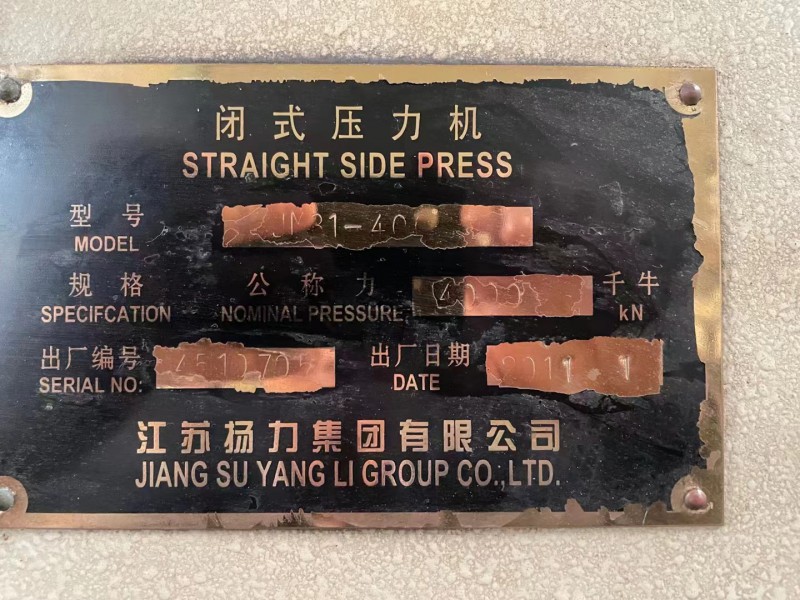 闭式压力机
STRAIGHT SIDE PRESS
型号
MODEL
规格 公称力 4000 千牛
SPECIFCATION NOMINAL PRESSURE kN
出厂编号 出厂日期 2011
SERIAL NO: DATE
江苏扬力集团有限公司
JIANG SU YANG LI GROUP CO.,LTD.